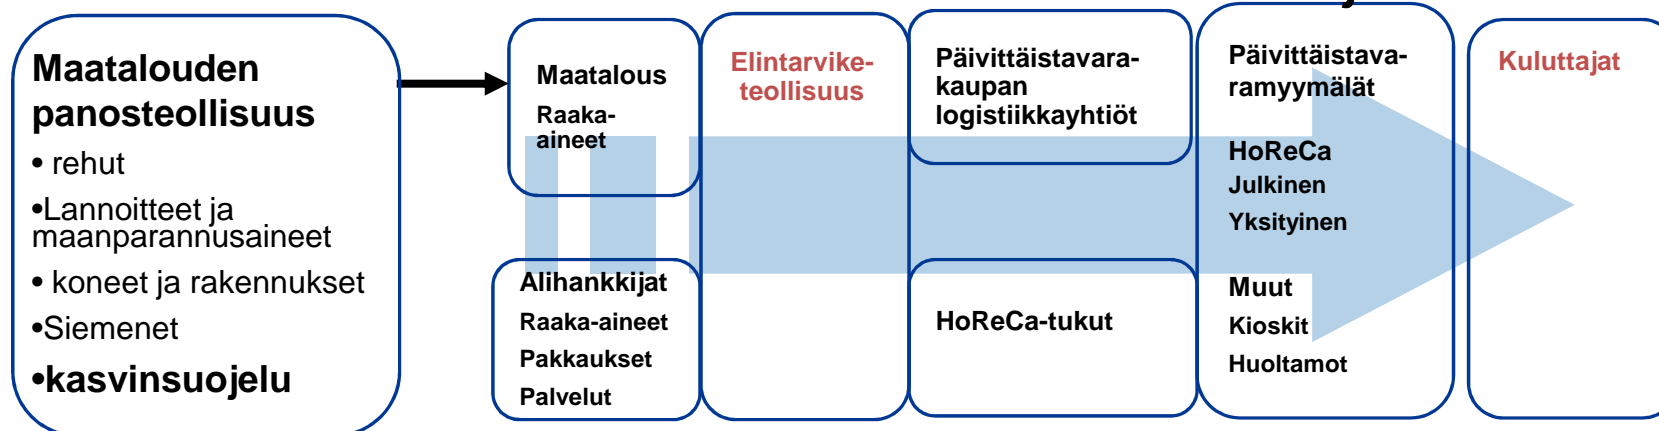 Maatalouden
panosteollisuus
• rehut
•Lannoitteet ja
maanparannusaineet
• koneet ja rakennukset
•Siemenet
•kasvinsuojelu
Maatalous
Raaka-
aineet
Alihankkijat
Raaka-aineet
Pakkaukset
Palvelut
Elintarvike-
teollisuus
Päivittäistavara-
kaupan
logistiikkayhtiöt
HoReCa-tukut
Päivittäistava-
ramyymälät
HoReCa
Julkinen
Yksityinen
Muut
Kioskit
Huoltamot
Kuluttajat